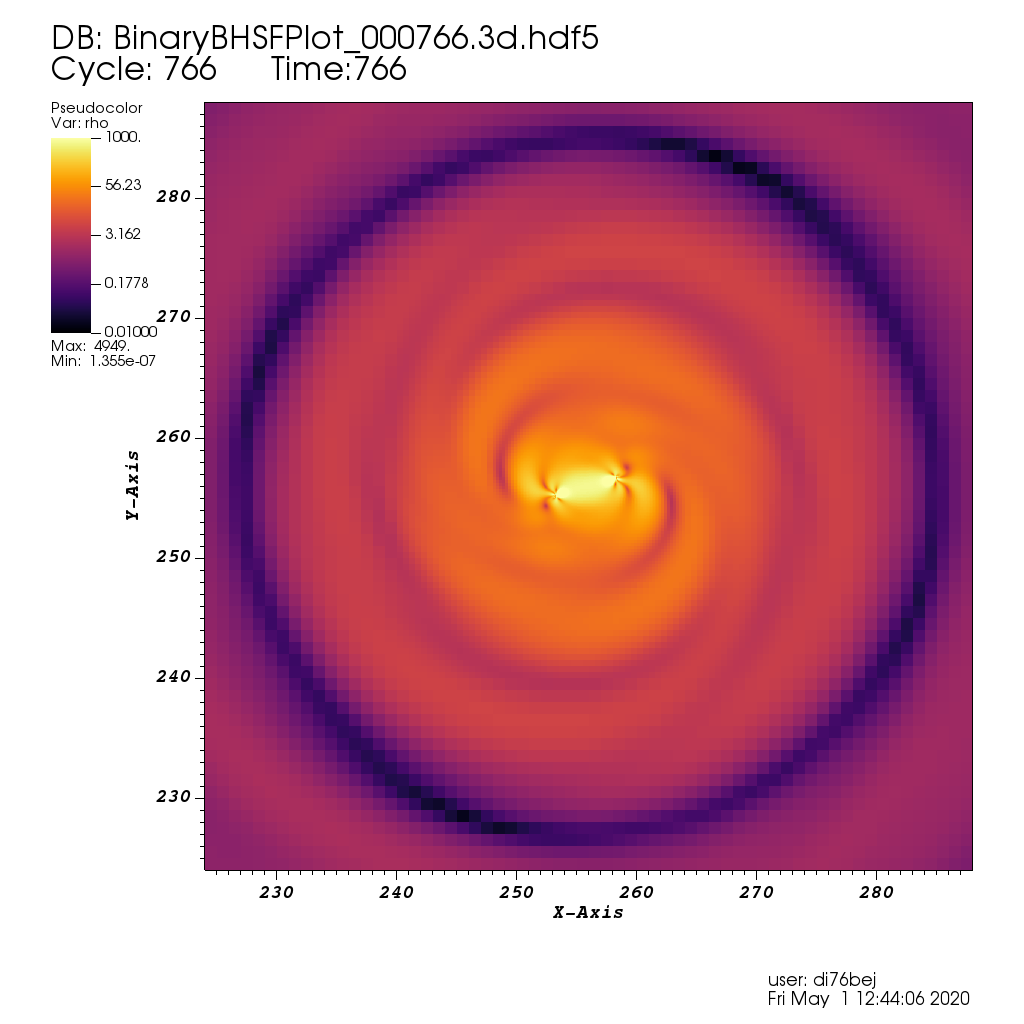 DB: BinaryBHSFPlot_000766.3d.hdf5
Cycle: 766 Time:766
Pseudocolor
Var: rho
1000.
56.23
3.162
0.1778
0.01000
Max: 4949.
Min: 1.355e-07
280
270
260
250
240
230
Y-Axis
230 240 250 260 270 280
X-Axis
user: di76bej
Fri May 1 12:44:06 2020